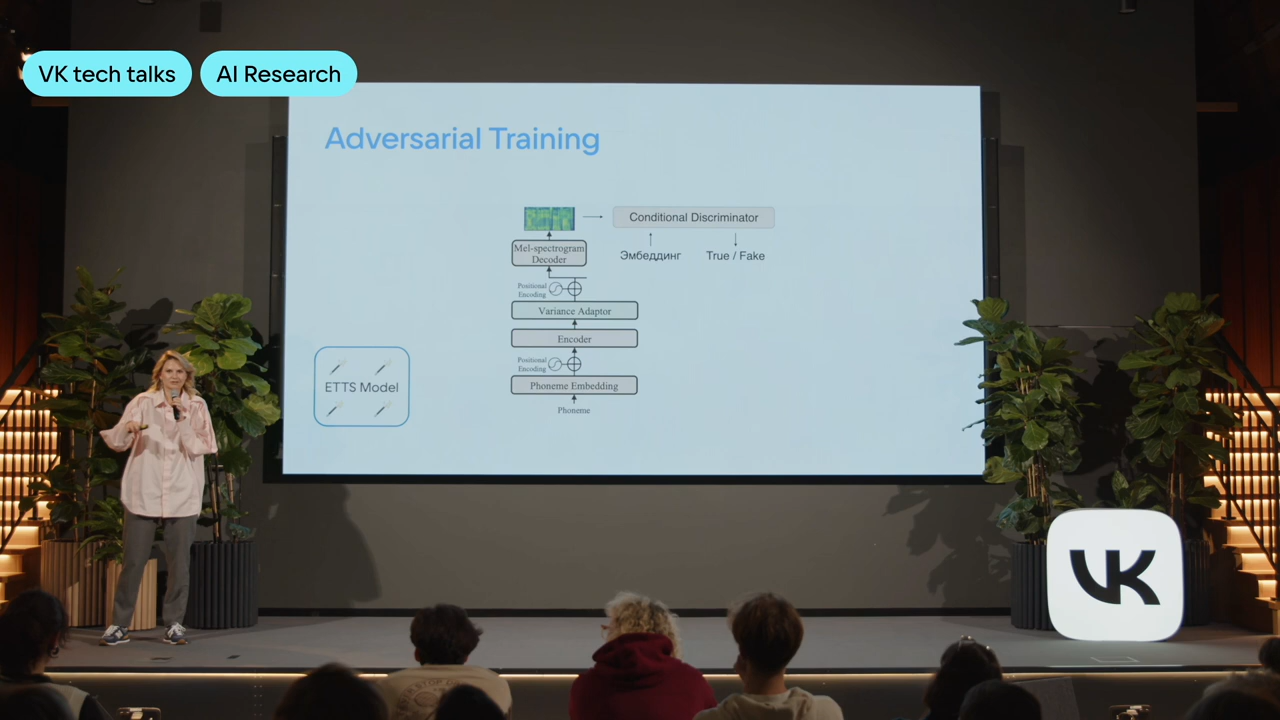 VK tech talks
AI Research
Adversarial Training
Conditional Discriminator
Mel-spectrogram
Decoder
Эмбеддинг
True / Fake
Positional
Encoding
Variance Adaptor
Encoder
Positional
Encoding
ETTS Model
Phoneme Embedding
Phoneme
VK